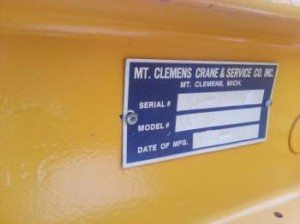 MT. CLEMENS CRANE & SERVICE CO. INC.
MT. CLEMENS, MICH.
SERIAL #
MODEL #
DATE OF MFG.